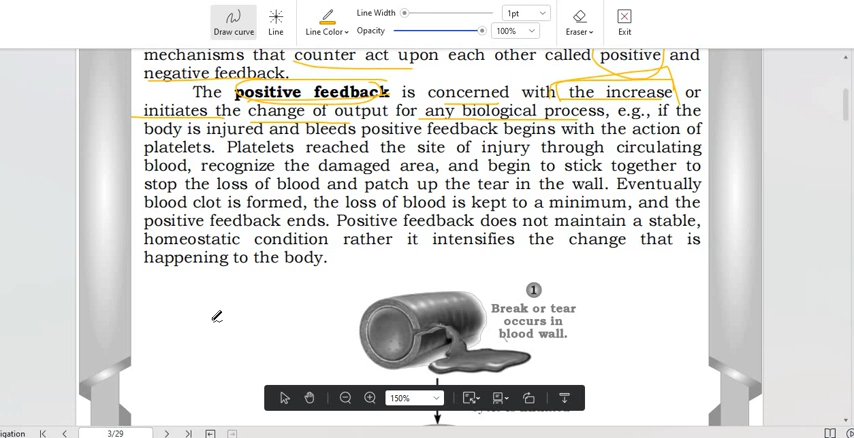 Line Width
1pt
Draw curve
Line
Line Color
Opacity
100%
Eraser
Exit
mechanisms that counter act upon each other called positive and
negative feedback.
The positive feedback is concerned with the increase or
initiates the change of output for any biological process, e.g., if the
body is injured and bleeds positive feedback begins with the action of
platelets. Platelets reached the site of injury through circulating
blood, recognize the damaged area, and begin to stick together to
stop the loss of blood and patch up the tear in the wall. Eventually
blood clot is formed, the loss of blood is kept to a minimum, and the
positive feedback ends. Positive feedback does not maintain a stable,
homeostatic condition rather it intensifies the change that is
happening to the body.
1
Break or tear
occurs in
blood wall.
150%
igation
3/29